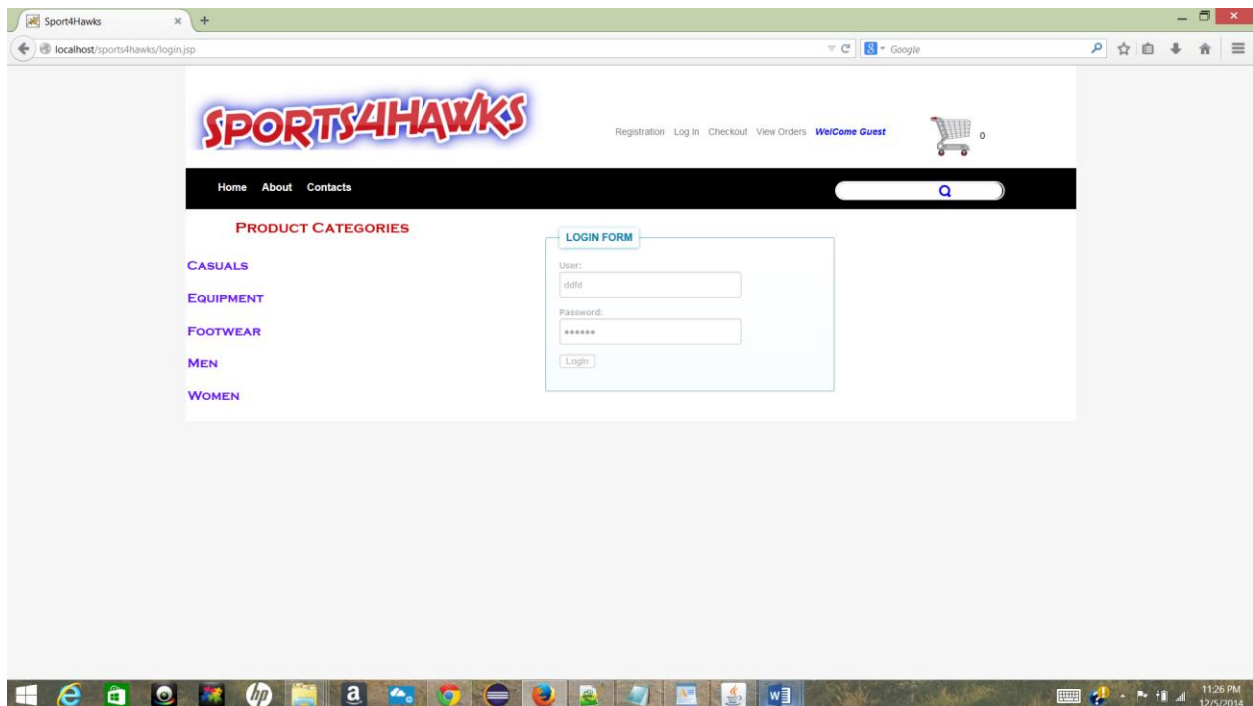 Sport4Hawks
localhost/sports4hawks/login.jsp
Google
SPORTS4HAWKS
Registration Log In Checkout View Orders WelCome Guest
0
Home About Contacts
PRODUCT CATEGORIES
CASUALS
EQUIPMENT
FOOTWEAR
MEN
WOMEN
LOGIN FORM
User:
ddfd
Password:
••••••
LogIn
11:26 PM
12/5/2014